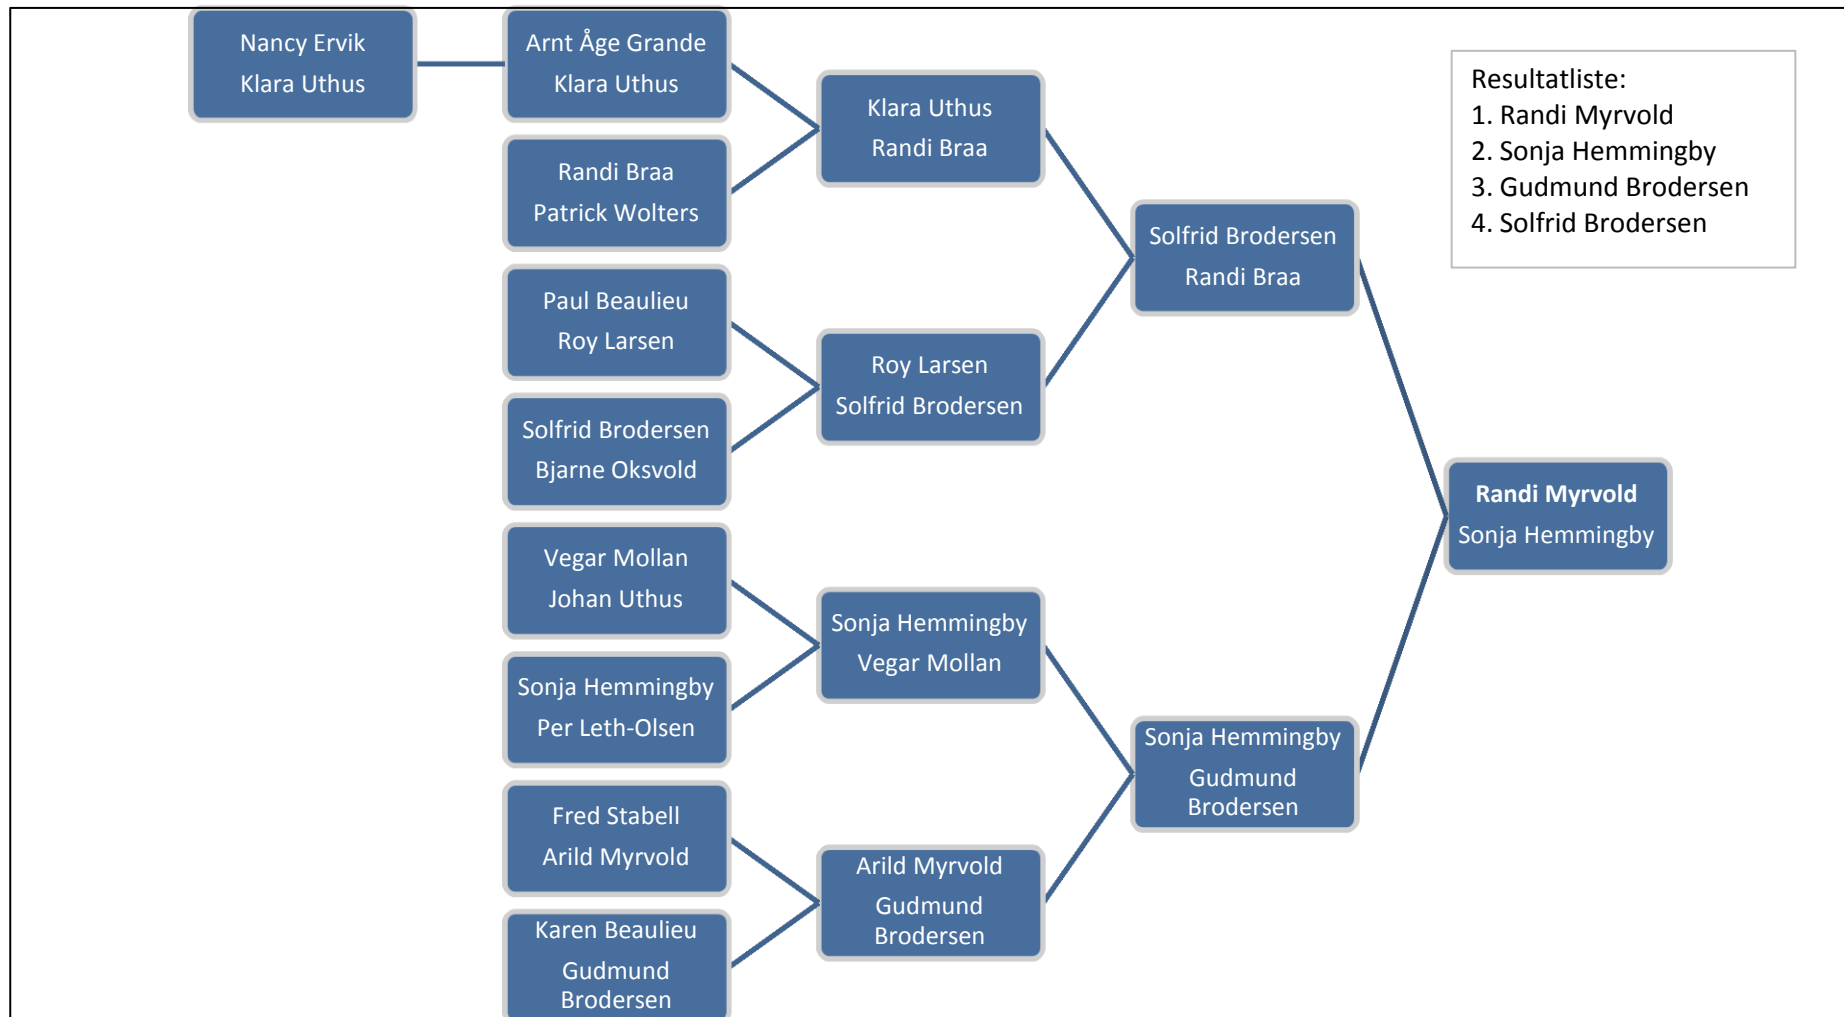 Nancy Ervik
Klara Uthus
Arnt Åge Grande
Klara Uthus
Randi Braa
Patrick Wolters
Paul Beaulieu
Roy Larsen
Solfrid Brodersen
Bjarne Oksvold
Vegar Mollan
Johan Uthus
Sonja Hemmingby
Per Leth-Olsen
Fred Stabell
Arild Myrvold
Karen Beaulieu
Gudmund
Brodersen
Klara Uthus
Randi Braa
Roy Larsen
Solfrid Brodersen
Sonja Hemmingby
Vegar Mollan
Arild Myrvold
Gudmund
Brodersen
Solfrid Brodersen
Randi Braa
Sonja Hemmingby
Gudmund
Brodersen
Randi Myrvold
Sonja Hemmingby
Resultatliste:
1. Randi Myrvold
2. Sonja Hemmingby
3. Gudmund Brodersen
4. Solfrid Brodersen